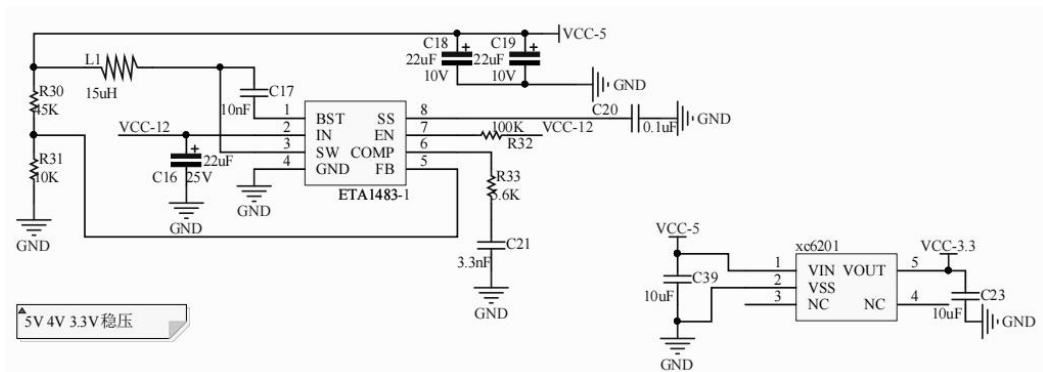 C18
C19
VCC-5
22uF
22uF
10V
10V
GND
L1
15uH
R30
45K
C17
10nF
1
BST
SS
8
C20
0.1uF
GND
VCC-12
2
IN
EN
7
100K
R32
VCC-12
3
SW
COMP
6
4
GND
FB
5
22uF
C16
25V
R31
10K
GND
GND
GND
ETA1483-1
R33
5.6K
C21
3.3nF
GND
5V 4V 3.3V 稳压
VCC-5
xc6201
VCC-3.3
1
VIN
VOUT
5
2
VSS
3
NC
NC
4
C39
10uF
C23
10uF
GND
GND